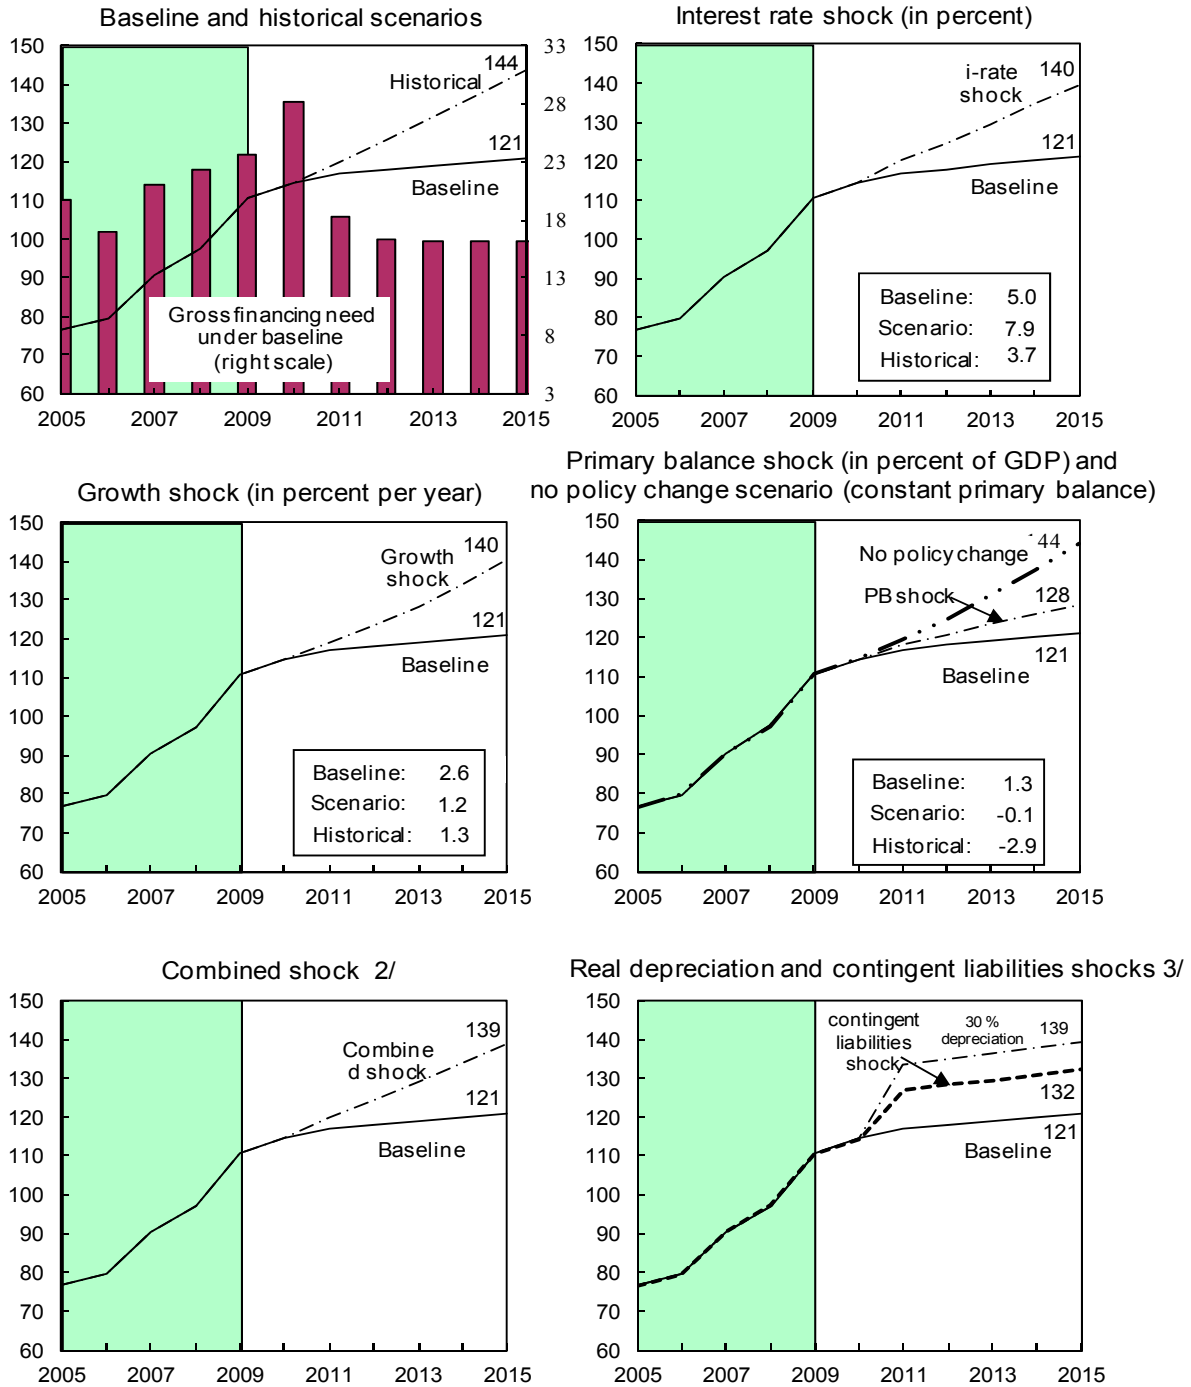 Baseline and historical scenarios
150
140
130
120
110
100
90
80
70
60
33
28
23
18
13
8
3
144
Historical
121
Baseline
Gross financing need
under baseline
(right scale)
2005 2007 2009 2011 2013 2015
Interest rate shock (in percent)
150
140
130
120
110
100
90
80
70
60
i-rate
shock
140
121
Baseline
Baseline: 5.0
Scenario: 7.9
Historical: 3.7
2005 2007 2009 2011 2013 2015
Growth shock (in percent per year)
150
140
130
120
110
100
90
80
70
60
140
Growth
shock
121
Baseline
Baseline: 2.6
Scenario: 1.2
Historical: 1.3
2005 2007 2009 2011 2013 2015
Primary balance shock (in percent of GDP) and
no policy change scenario (constant primary balance)
150
140
130
120
110
100
90
80
70
60
44
No policy change
PB shock
128
121
Baseline
Baseline: 1.3
Scenario: -0.1
Historical: -2.9
2005 2007 2009 2011 2013 2015
Combined shock 2/
150
140
130
120
110
100
90
80
70
60
139
Combine
d shock
121
Baseline
2005 2007 2009 2011 2013 2015
Real depreciation and contingent liabilities shocks 3/
150
140
130
120
110
100
90
80
70
60
contingent
liabilities
shock
30 %
depreciation
139
132
121
Baseline
2005 2007 2009 2011 2013 2015